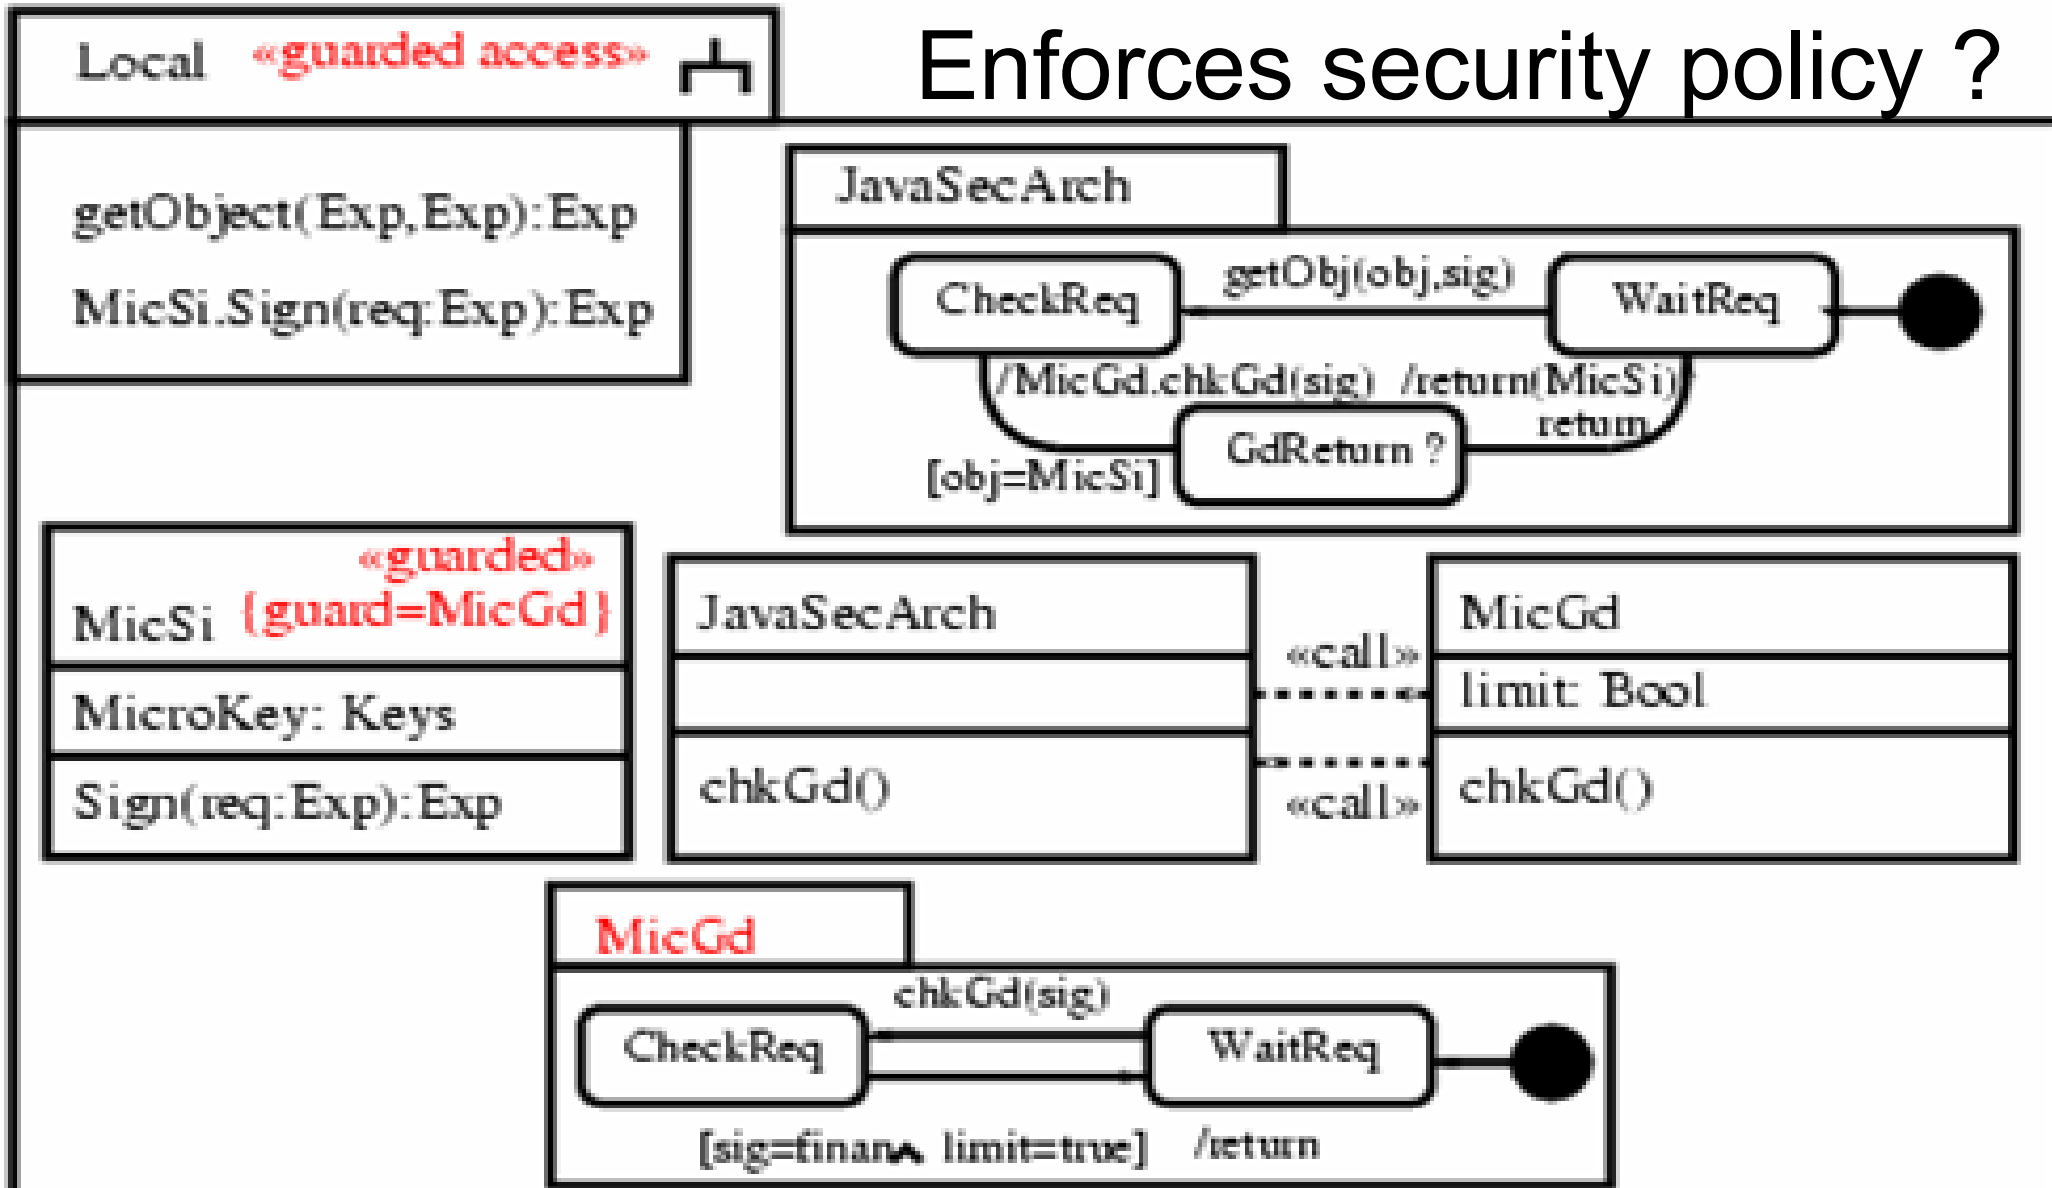 Local «guarded access»
Enforces security policy ?
getObject(Exp,Exp):Exp
MicSi.Sign(req:Exp):Exp
JavaSecArch
CheckReq
getObj(obj,sig)
WaitReq
/MicGd.chkGd(sig) /return(MicSi)
return
GdReturn ?
[obj=MicSi]
«guarded»
MicSi {guard=MicGd}
MicroKey: Keys
Sign(req:Exp):Exp
JavaSecArch
chkGd()
«call»
«call»
MicGd
limit: Bool
chkGd()
MicGd
chkGd(sig)
CheckReq
WaitReq
[sig=finan∧ limit=true] /return